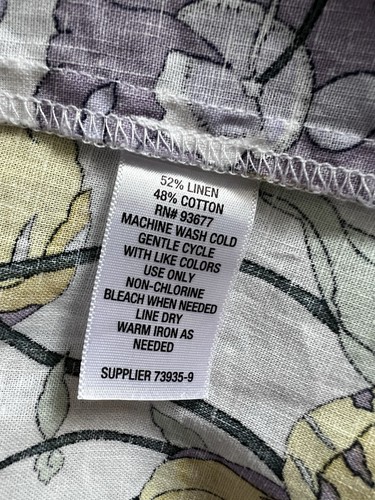 52% LINEN
48% COTTON
RN# 93677
MACHINE WASH COLD
GENTLE CYCLE
WITH LIKE COLORS
USE ONLY
NON-CHLORINE
BLEACH WHEN NEEDED
LINE DRY
WARM IRON AS
NEEDED
SUPPLIER 73935-9